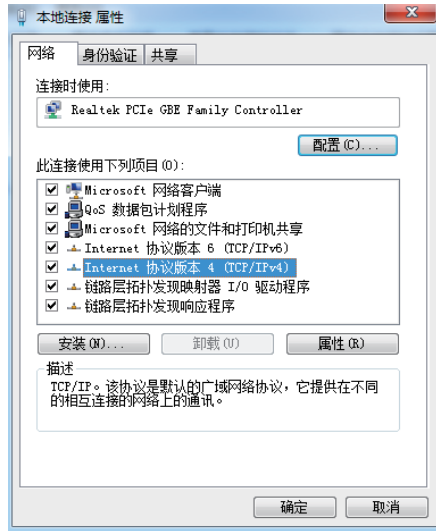 本地连接 属性
网络 身份验证 共享
连接时使用:
Realtek PCIe GBE Family Controller
配置(C)...
此连接使用下列项目(O):
Microsoft 网络客户端
QoS 数据包计划程序
Microsoft 网络的文件和打印机共享
Internet 协议版本 6 (TCP/IPv6)
Internet 协议版本 4 (TCP/IPv4)
链路层拓扑发现映射器 I/O 驱动程序
链路层拓扑发现响应程序
安装(N)... 卸载(U) 属性(R)
描述
TCP/IP。该协议是默认的广域网络协议，它提供在不同
的相互连接的网络上的通讯。
确定 取消